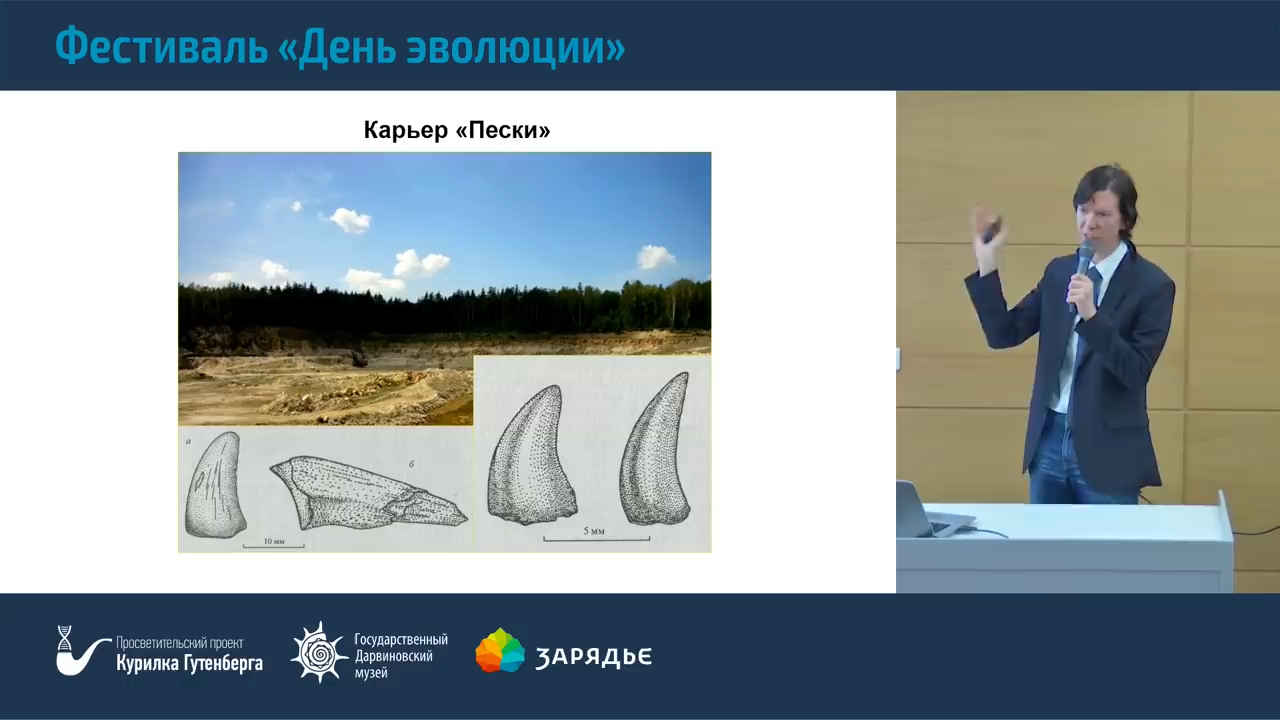 Фестиваль «День эволюции»
Карьер «Пески»
а
б
10 мм
5 мм
Просветительский проект
Курилка Гутенберга
Государственный
Дарвиновский
музей
ЗАРЯДЬЕ